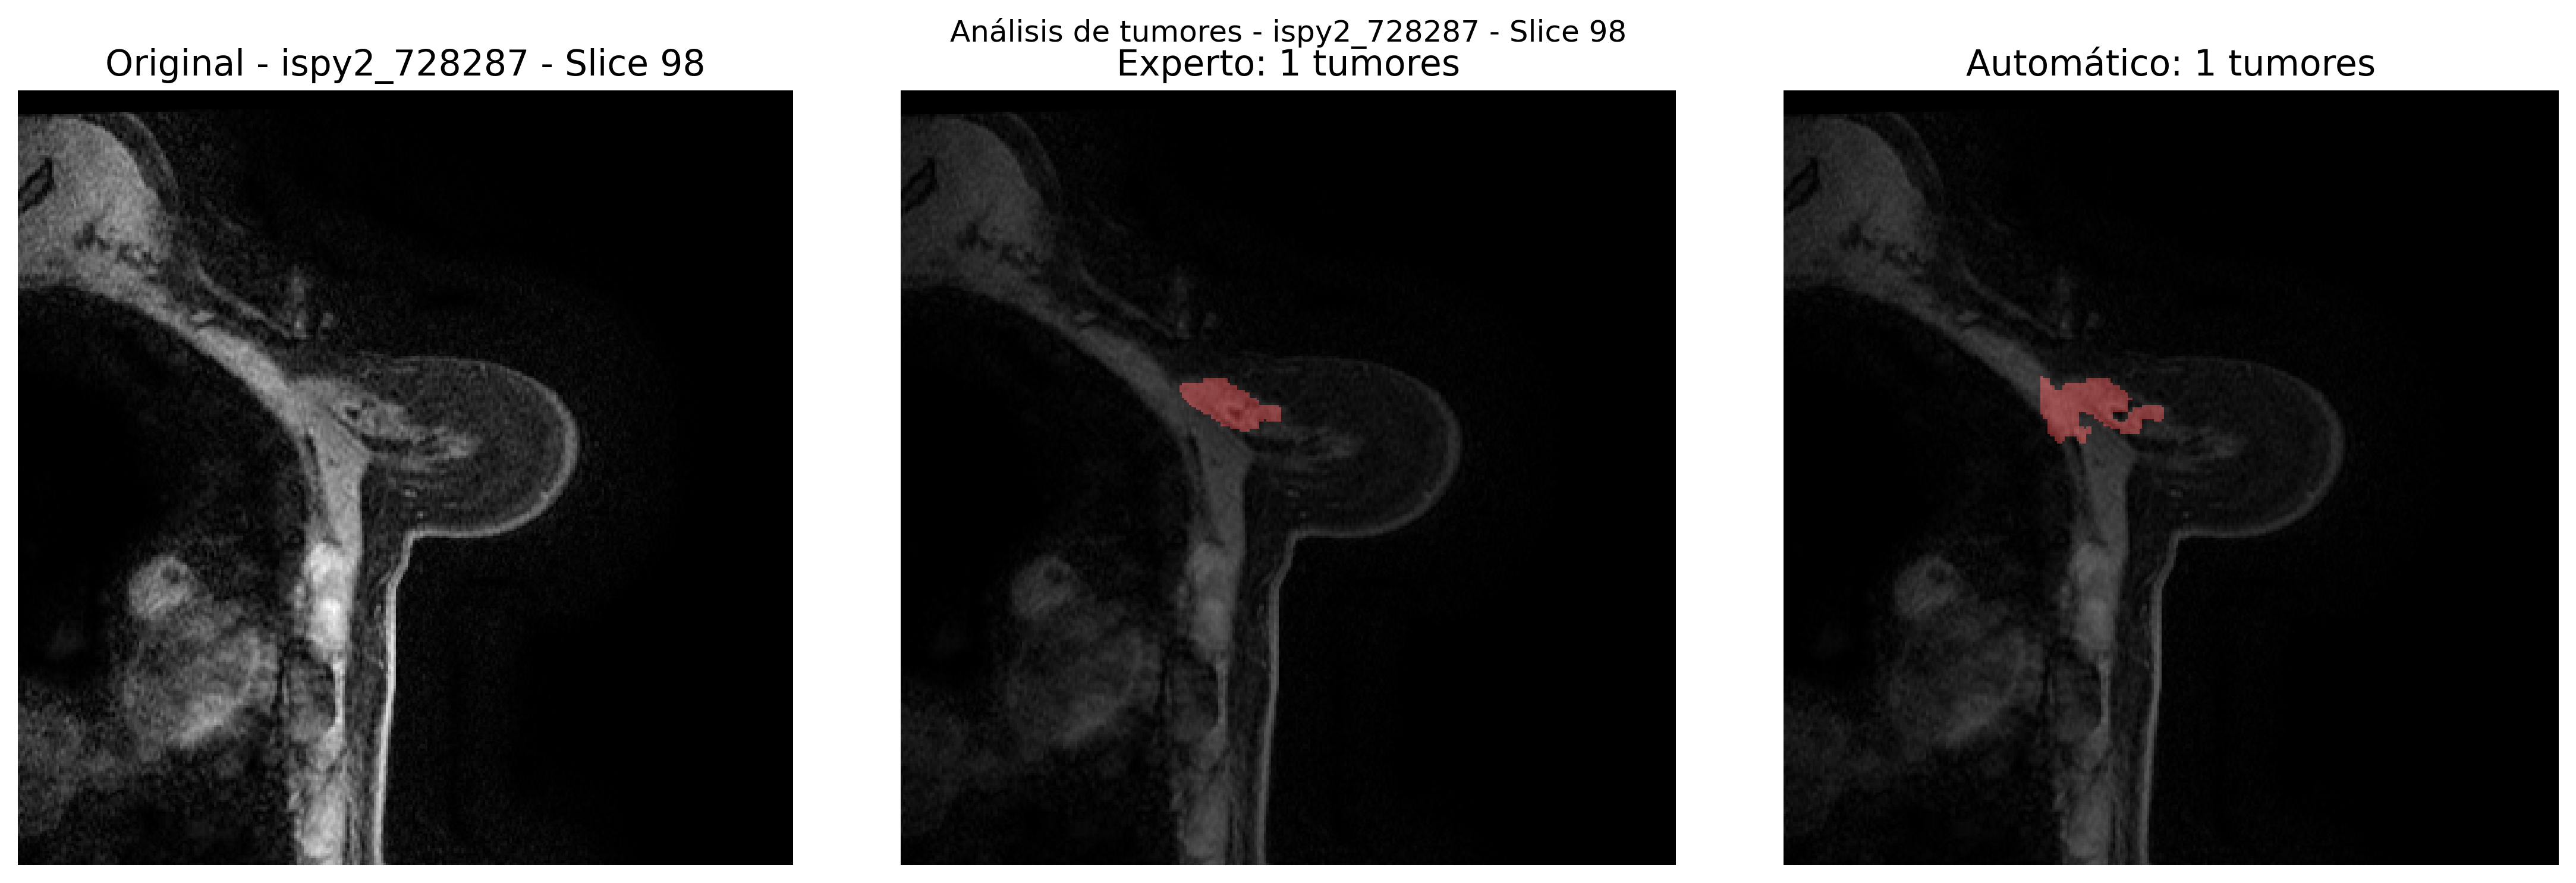 Análisis de tumores - ispy2_728287 - Slice 98
Original - ispy2_728287 - Slice 98
Experto: 1 tumores
Automático: 1 tumores